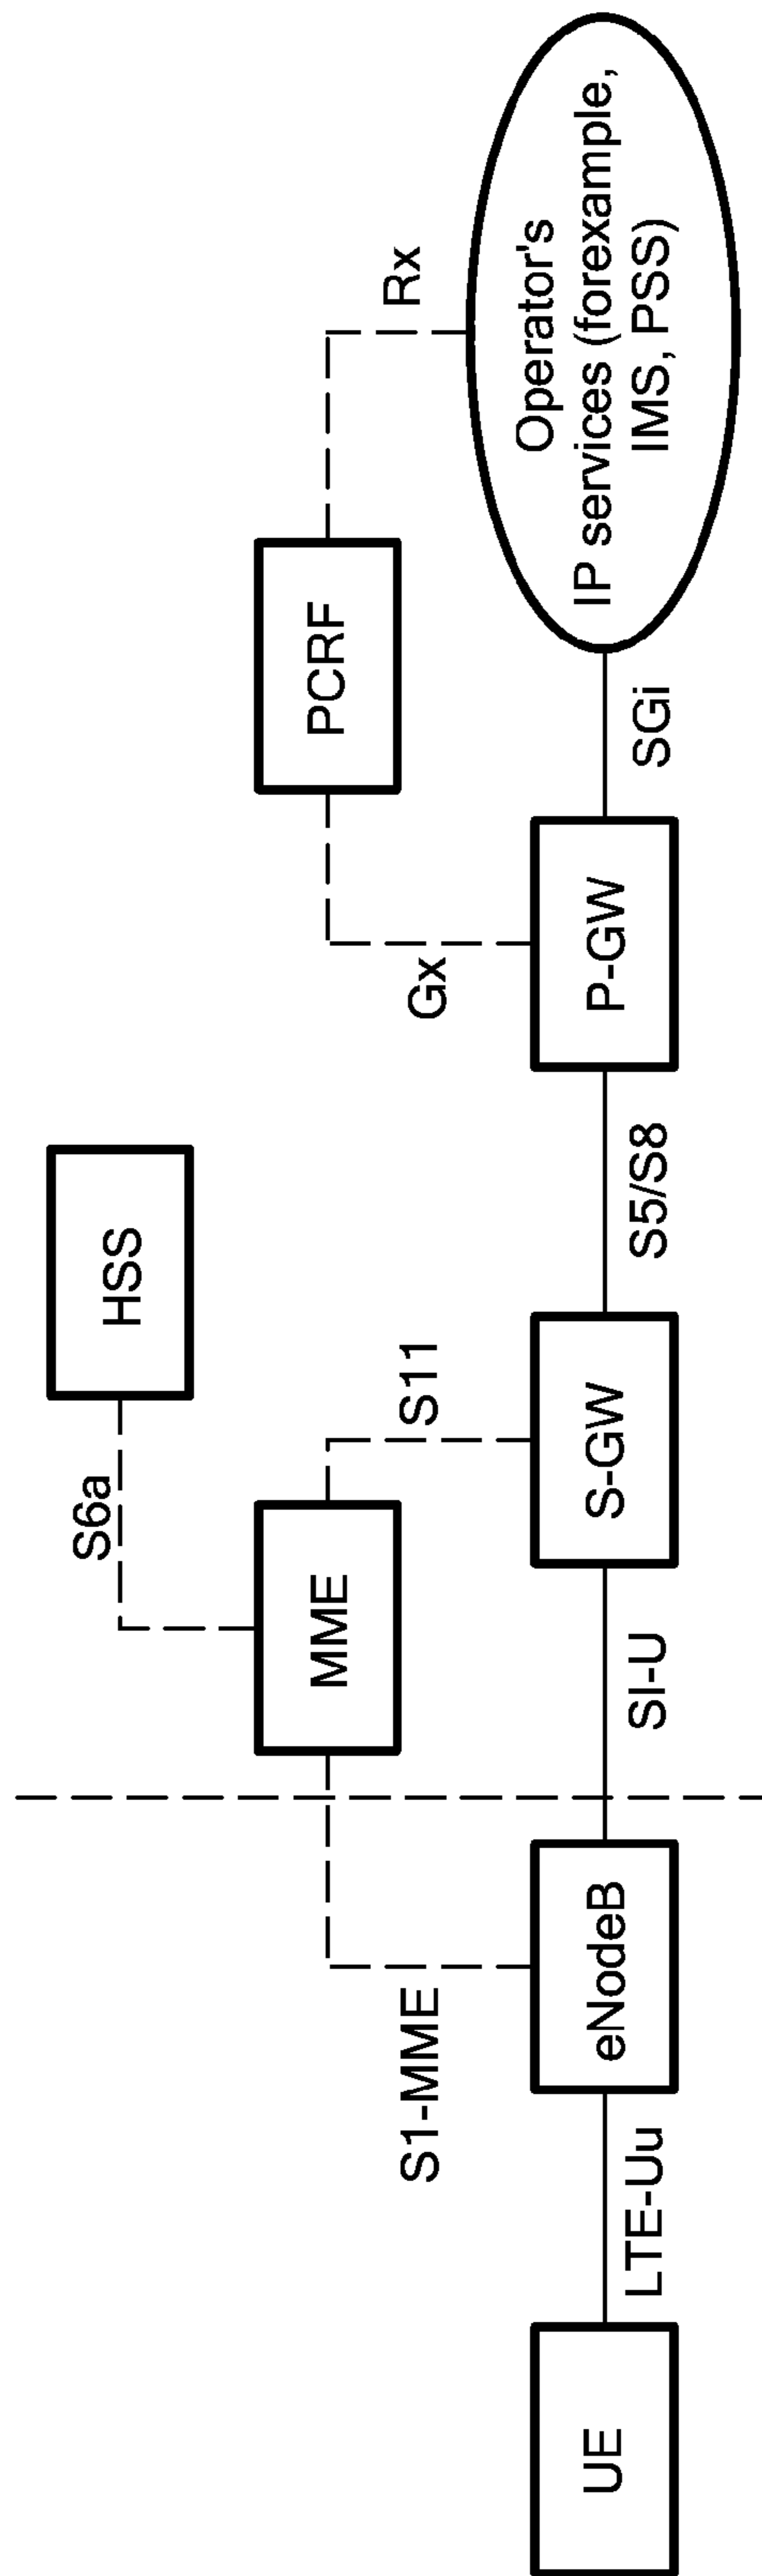 HSS
S6a
MME
PCRF
S1-MME
S11
Gx
Rx
UE
LTE-Uu
eNodeB
SI-U
S-GW
S5/S8
P-GW
SGi
Operator's
IP services (forexample,
IMS, PSS)